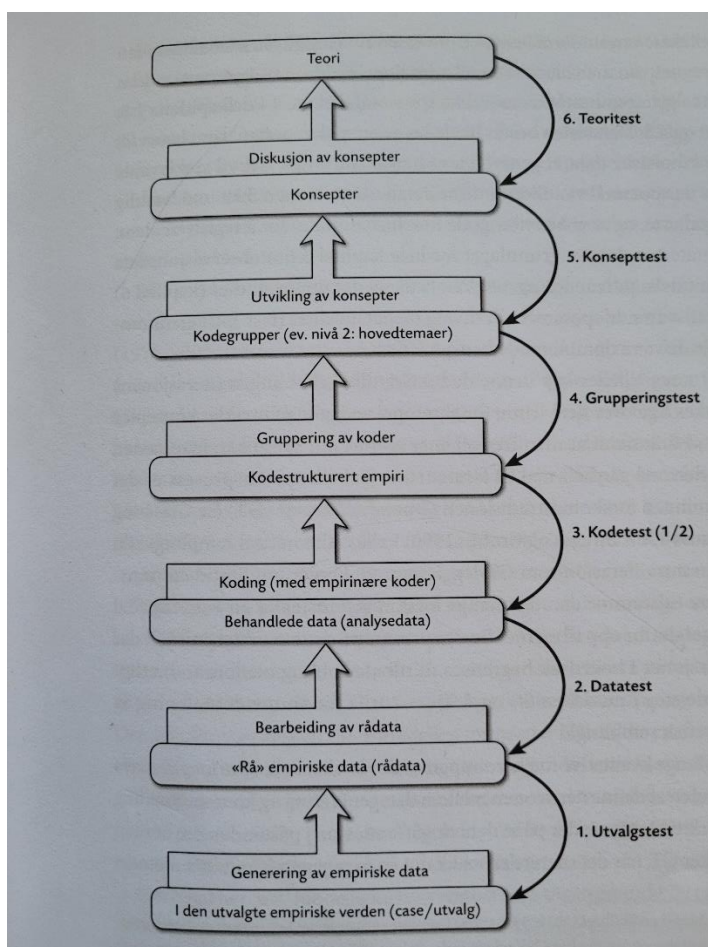 Teori
6. Teoritest
Diskusjon av konsepter
Konsepter
5. Konsepttest
Utvikling av konsepter
Kodegrupper (ev. nivå 2: hovedtemaer)
4. Grupperingstest
Gruppering av koder
Kodestrukturert empiri
3. Kodetest (1/2)
Koding (med empirinære koder)
Behandlede data (analysedata)
2. Datatest
Bearbeiding av rådata
«Rå» empiriske data (rådata)
1. Utvalgstest
Generering av empiriske data
I den utvalgte empiriske verden (case/utvalg)